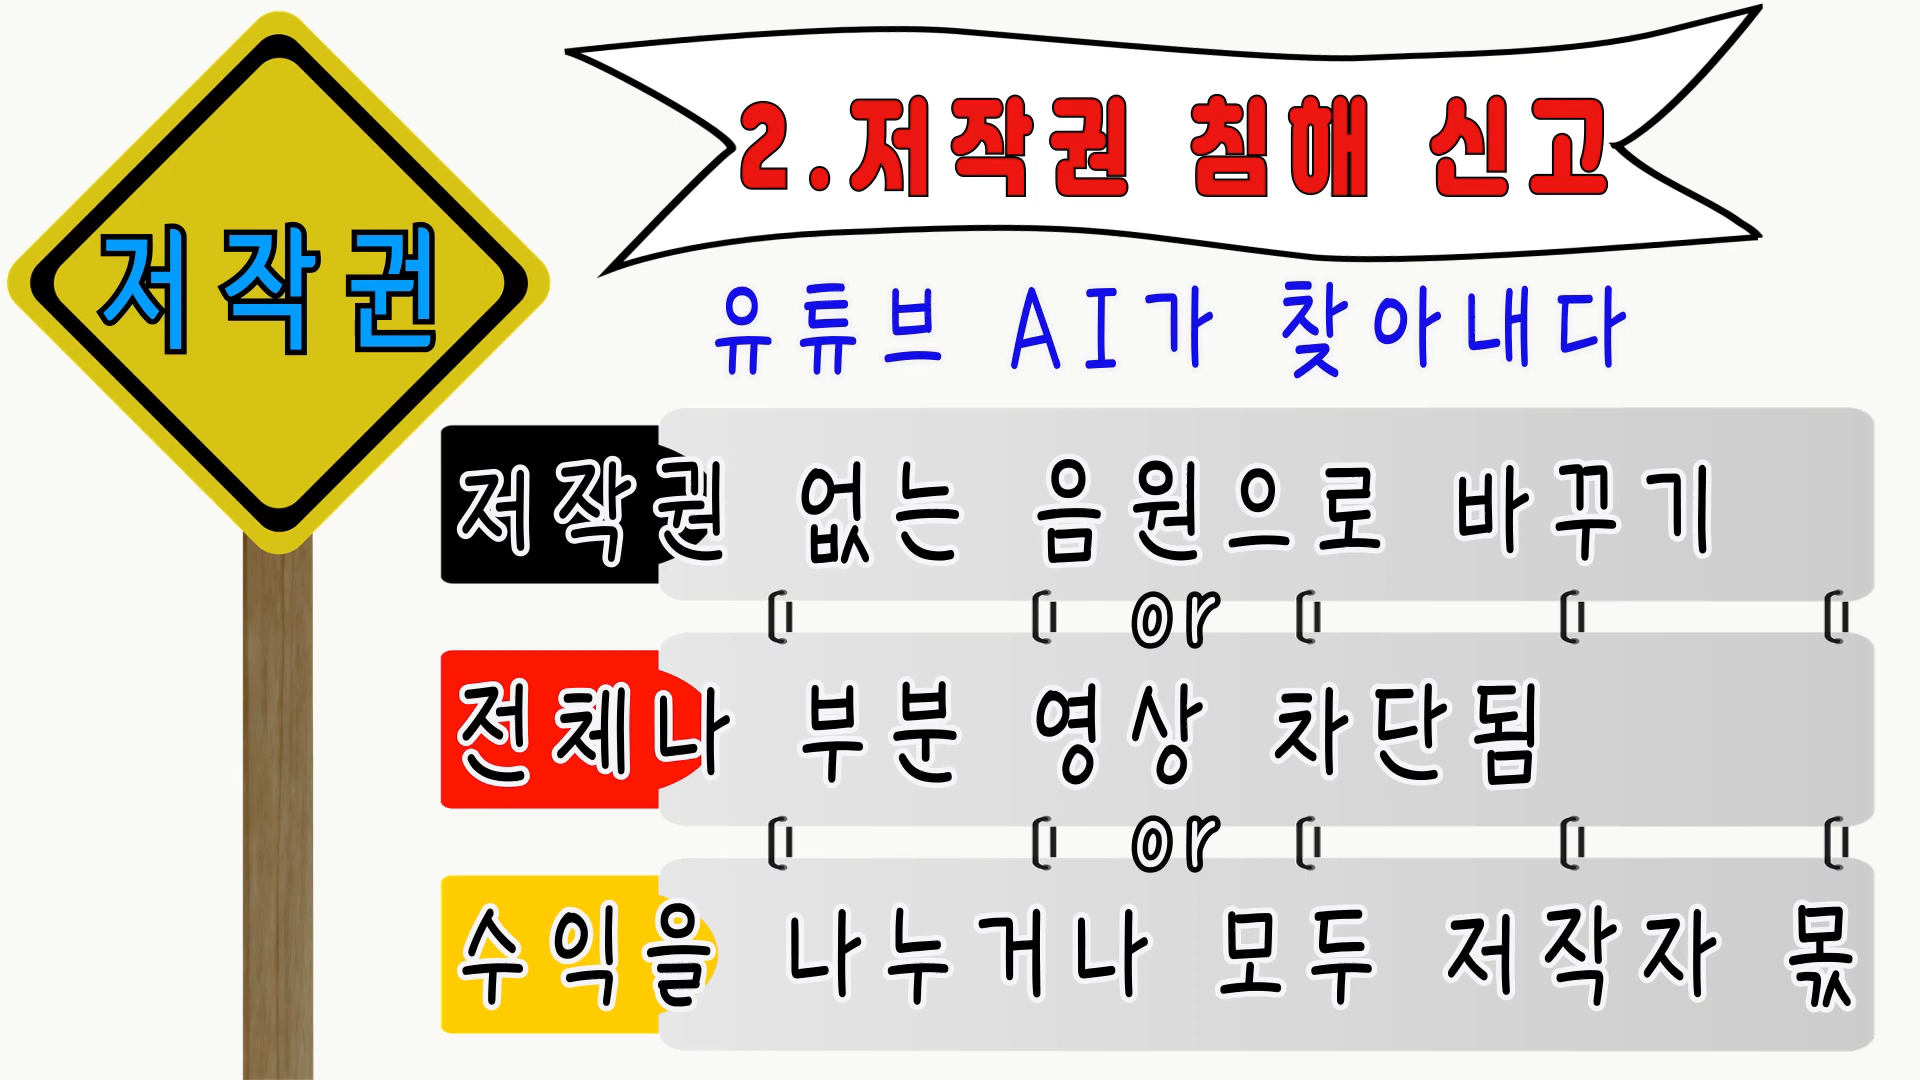 저작권
2.저작권 침해 신고
유튜브 AI가 찾아내다
저작권 없는 음원으로 바꾸기
or
전체나 부분 영상 차단됨
or
수익을 나누거나 모두 저작자 몫